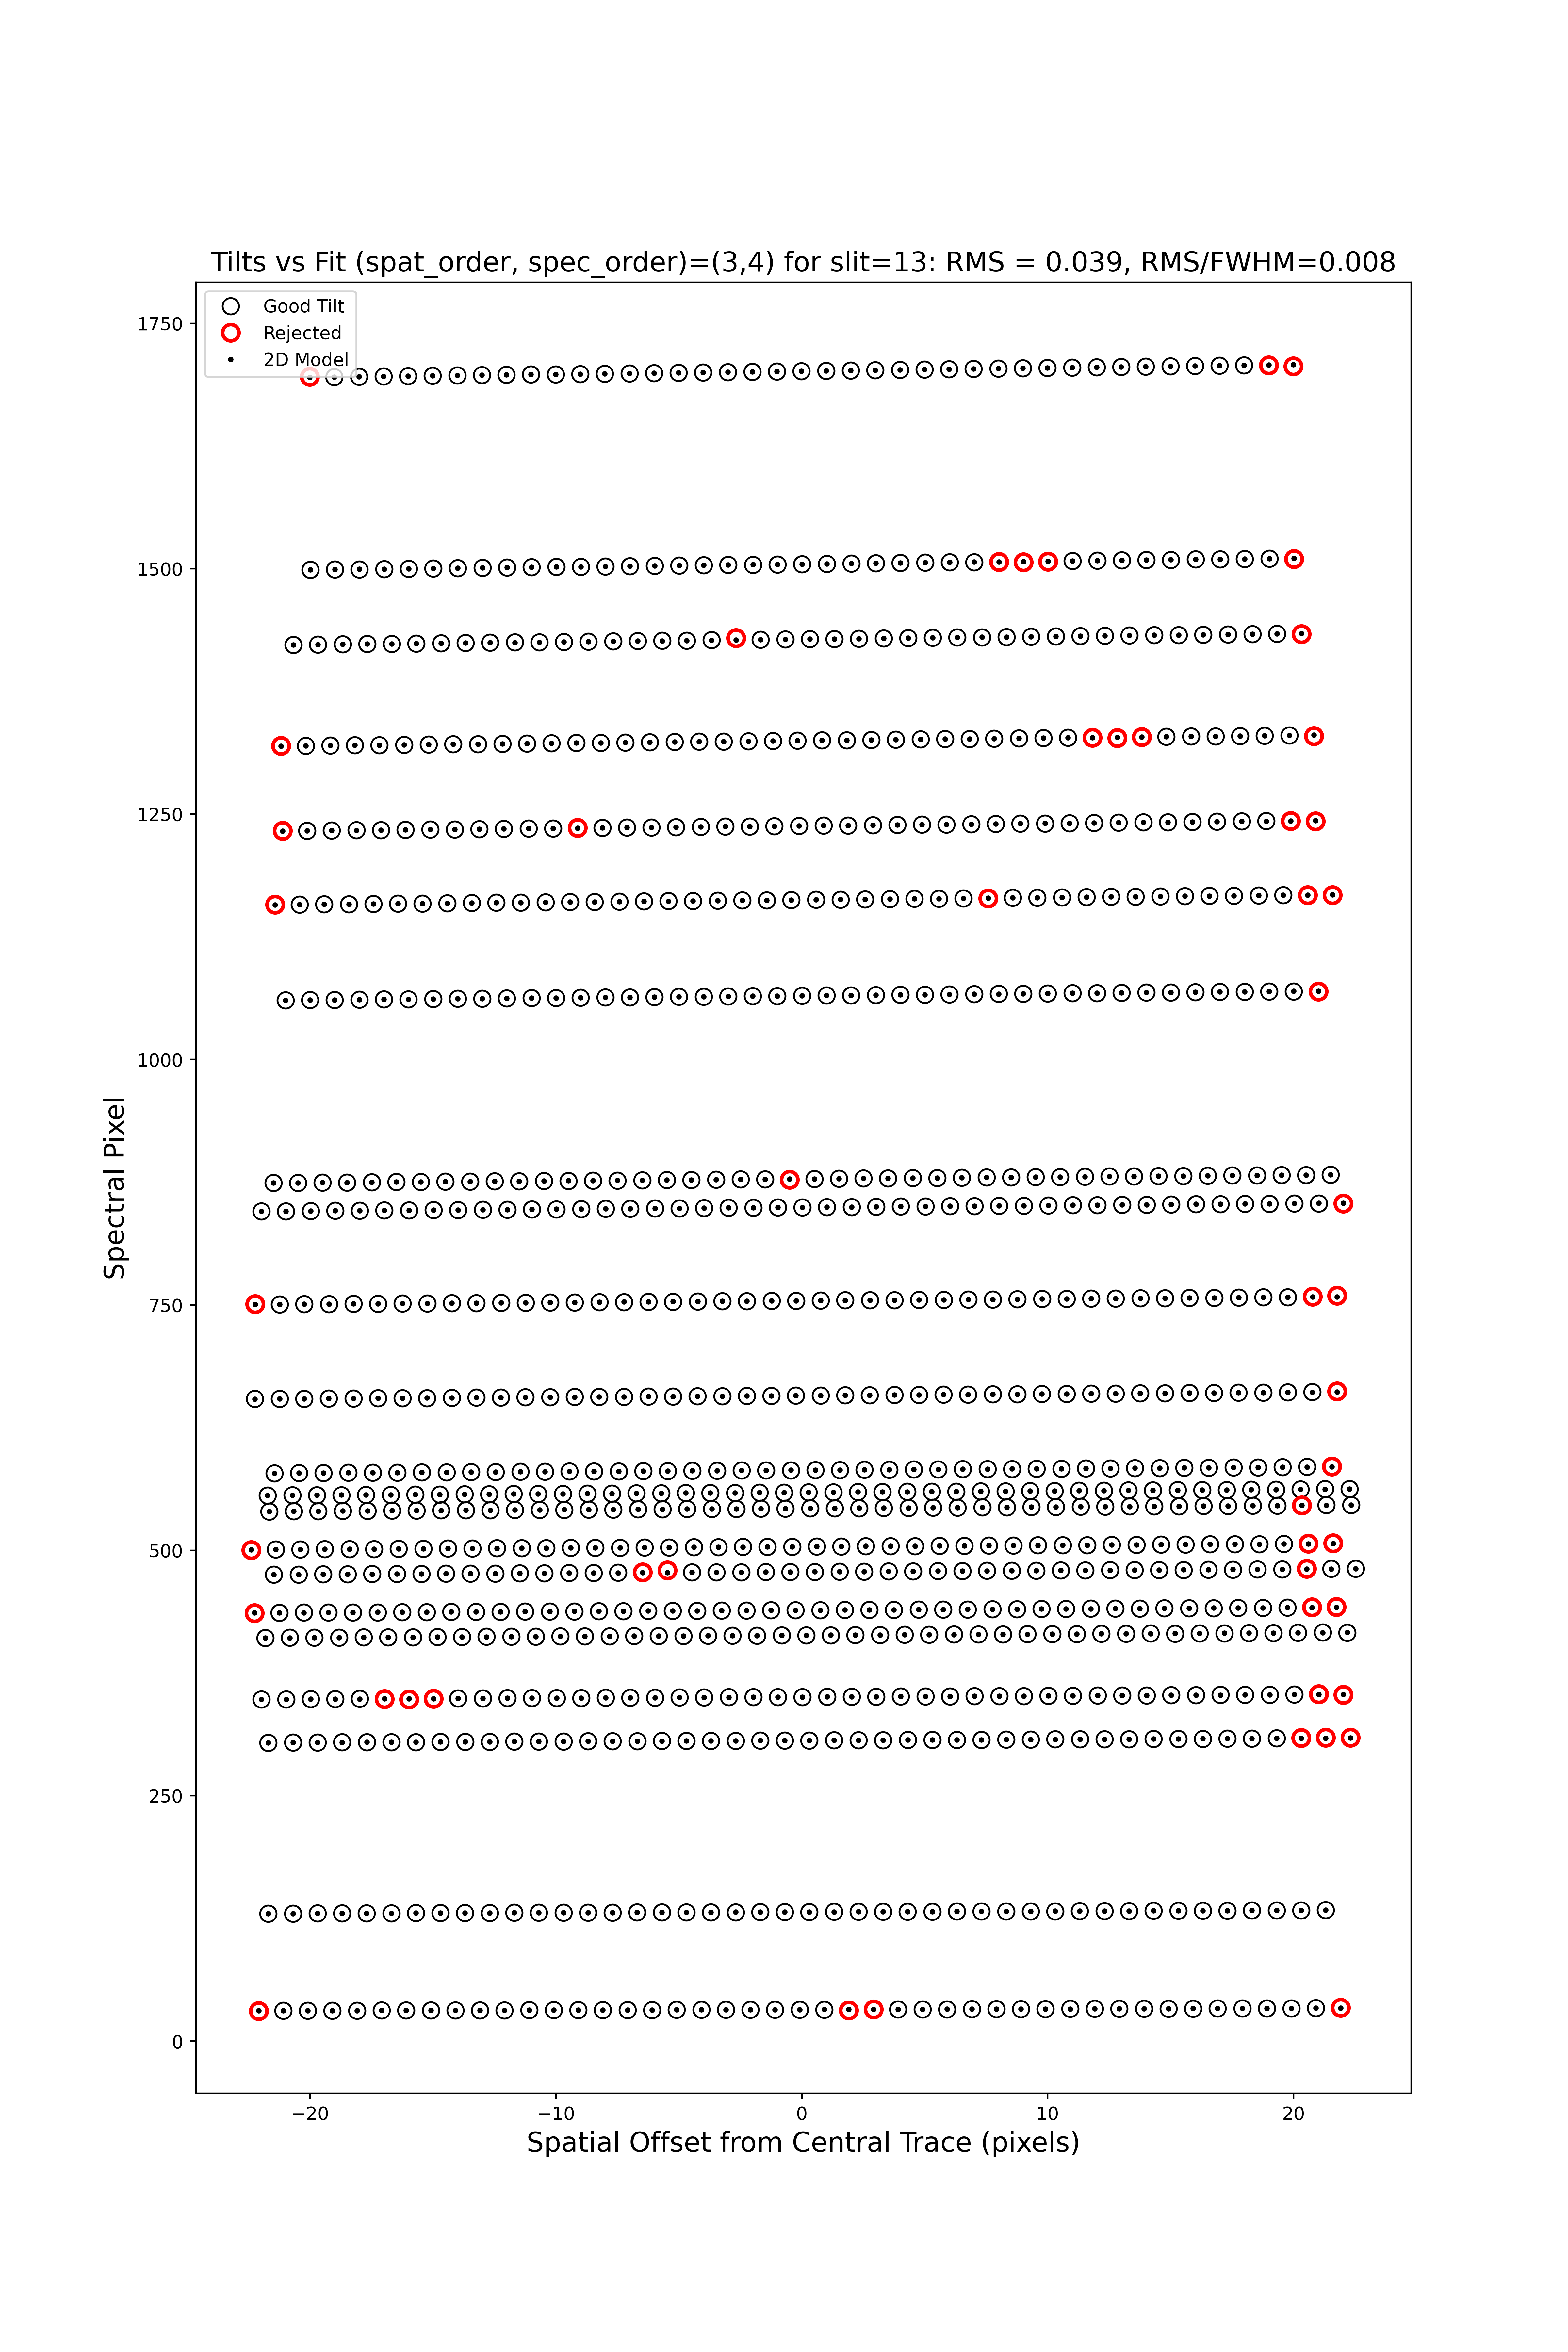 Tilts vs Fit (spat_order, spec_order)=(3,4) for slit=13: RMS = 0.039, RMS/FWHM=0.008
Good Tilt
Rejected
2D Model
1750
1500
1250
1000
750
500
250
0
Spectral Pixel
−20
−10
0
10
20
Spatial Offset from Central Trace (pixels)